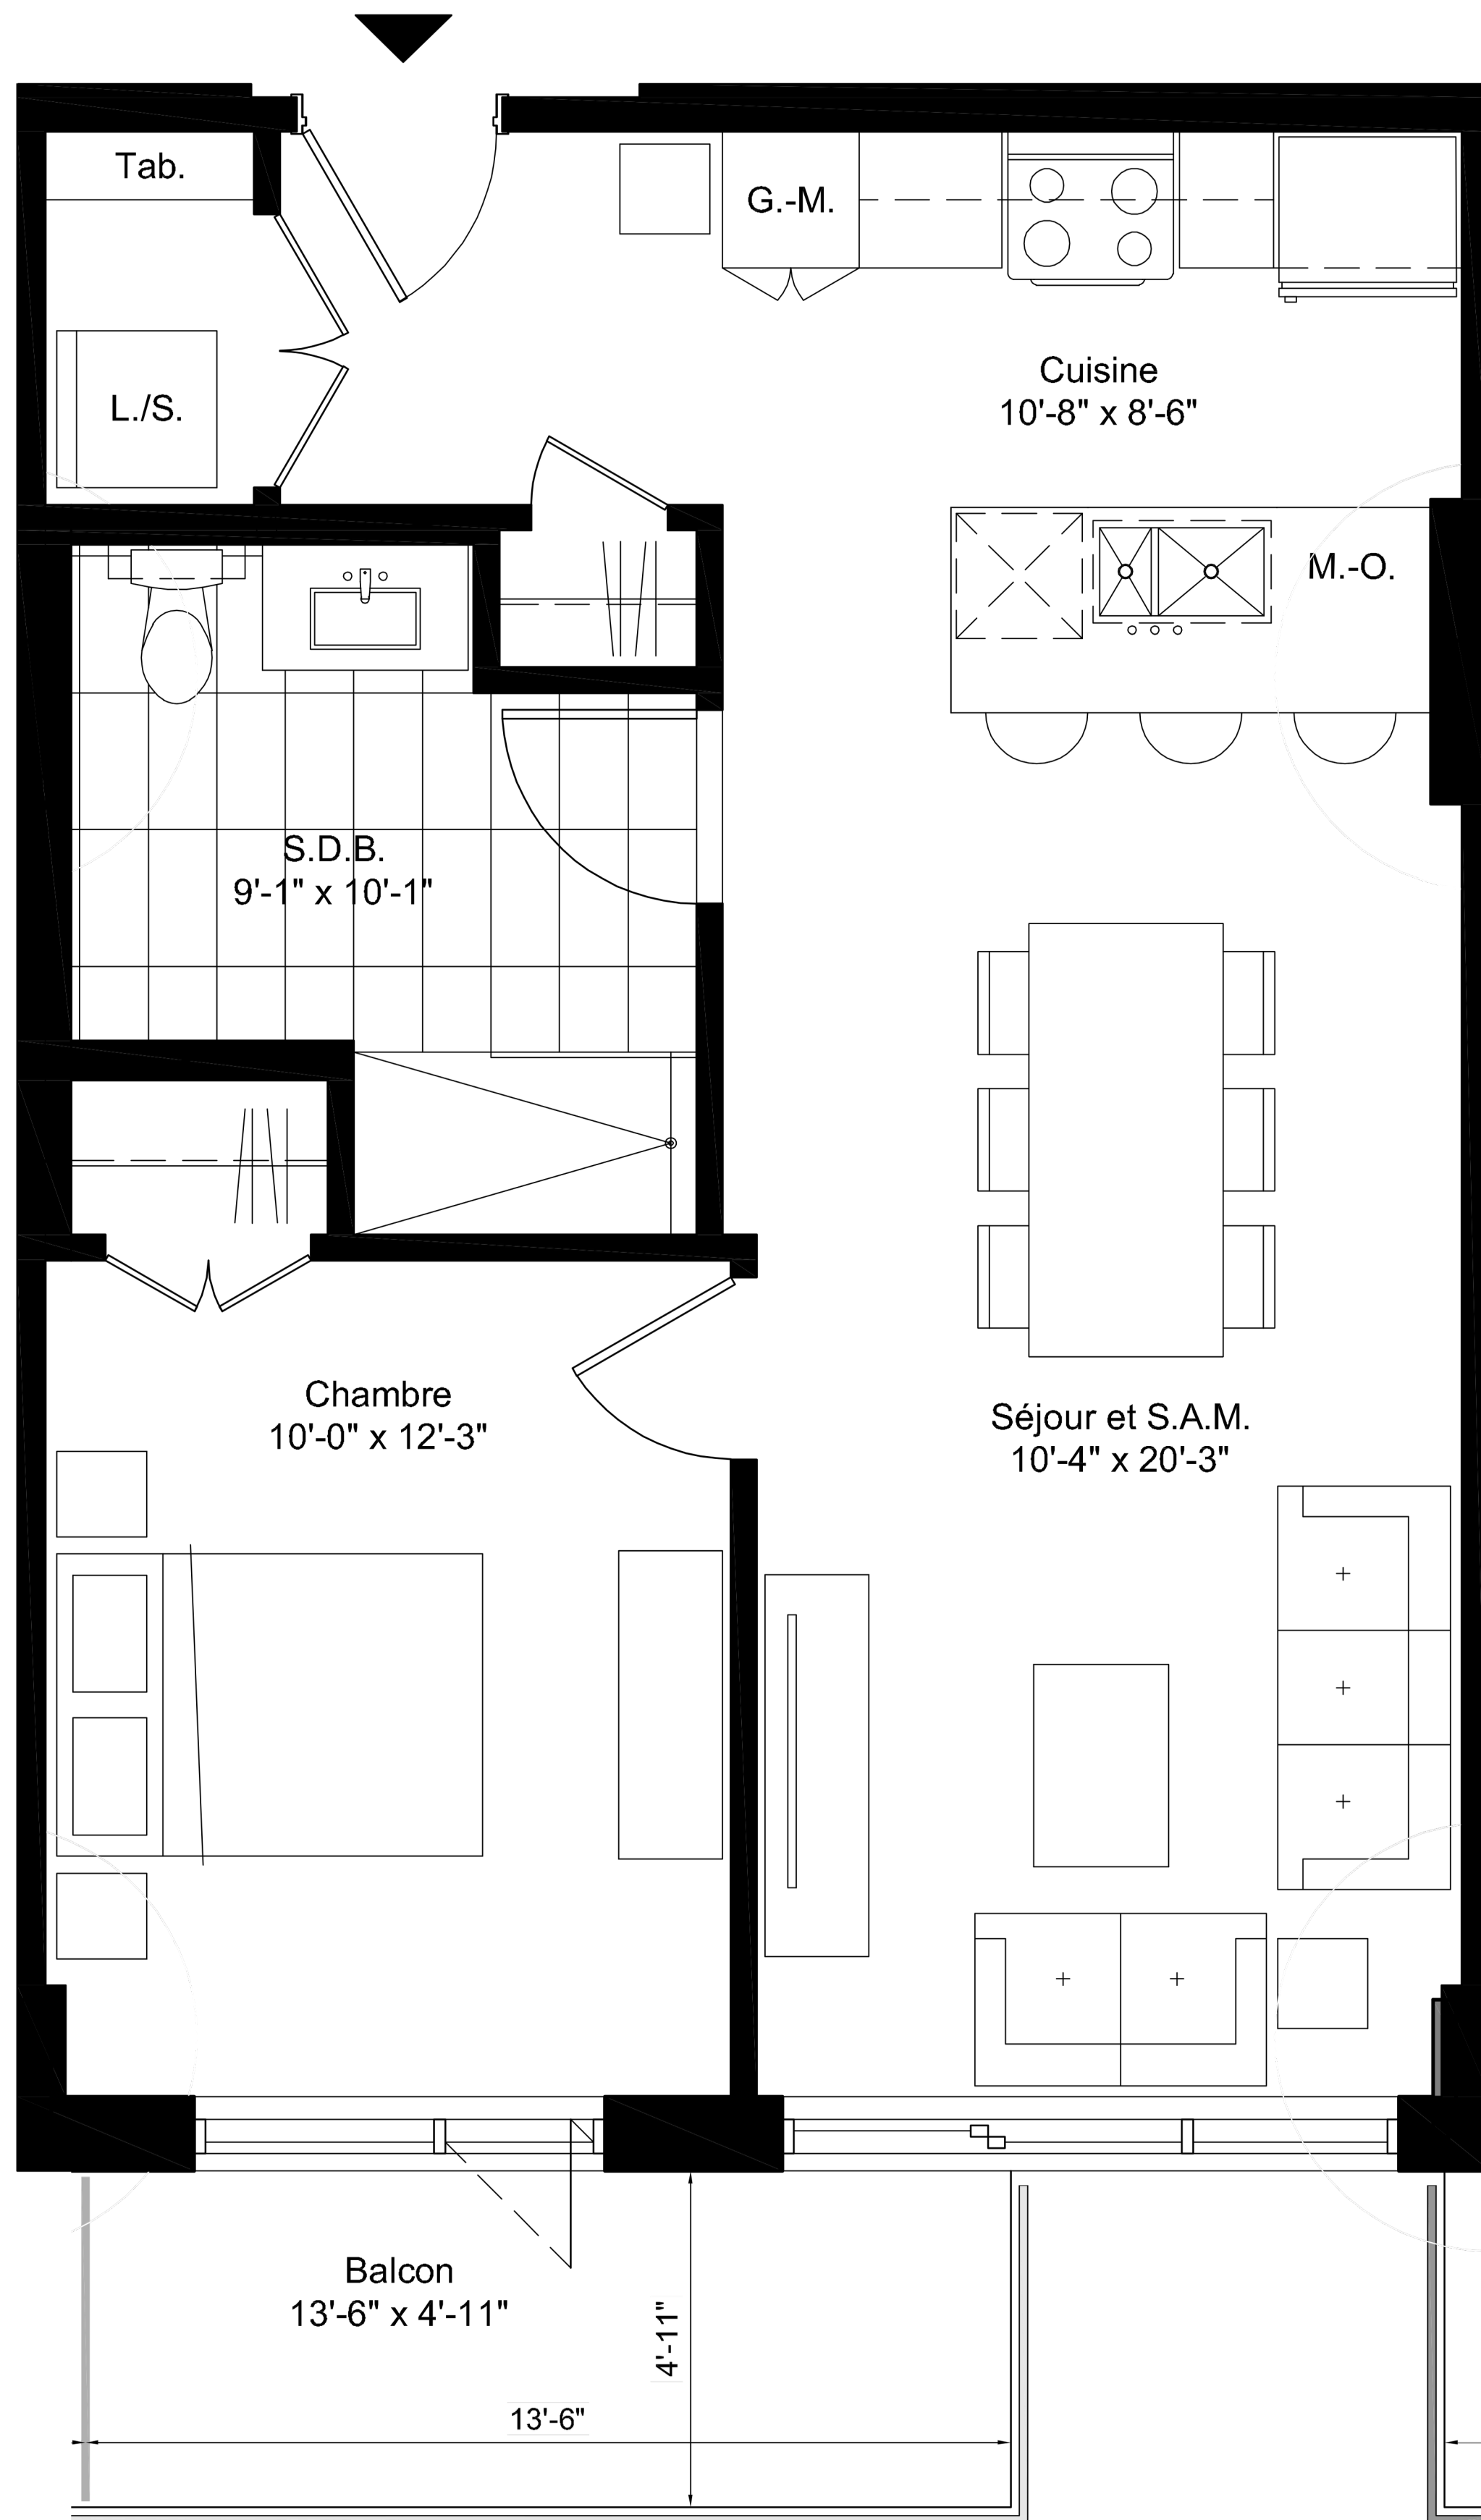 Tab.
G.-M.
L./S.
Cuisine
10'-8" x 8'-6"
M.-O.
S.D.B.
9'-1" x 10'-1"
Chambre
10'-0" x 12'-3"
Séjour et S.A.M.
10'-4" x 20'-3"
Balcon
13'-6" x 4'-11"
4'-11"
13'-6"